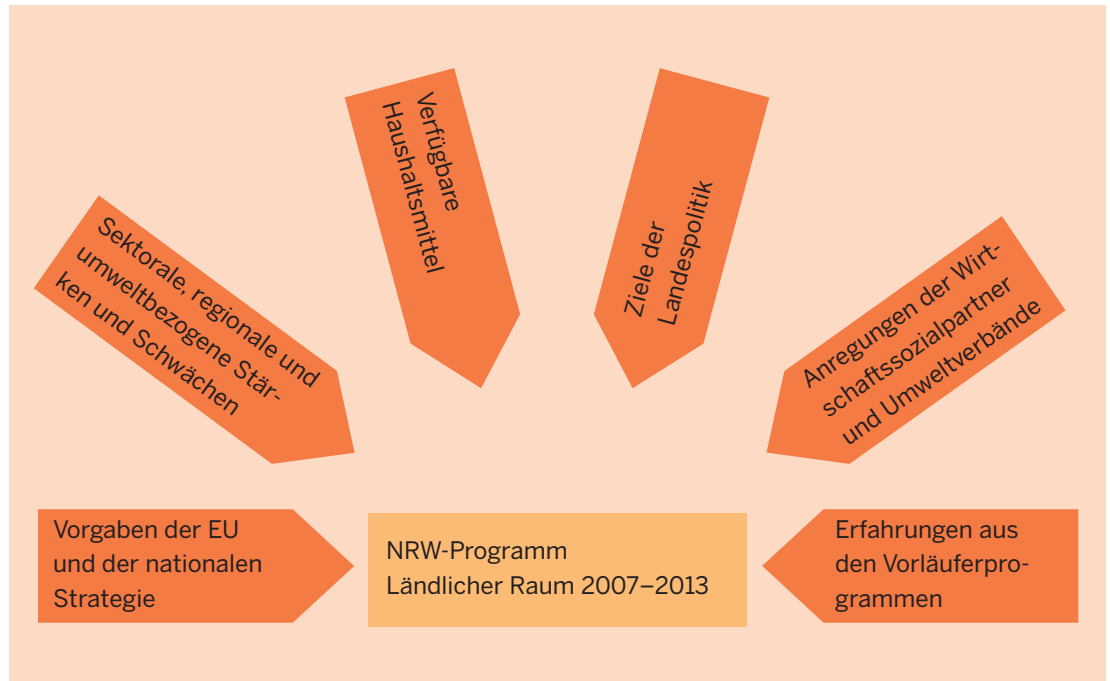 Verfügbare
Haushaltsmittel
Ziele der
Landespolitik
Sektorale, regionale und
umweltbezogene Stär-
ken und Schwächen
Anregungen der Wirt-
schaftssozialpartner
und Umweltverbände
Vorgaben der EU
und der nationalen
Strategie
NRW-Programm
Ländlicher Raum 2007–2013
Erfahrungen aus
den Vorläuferpro-
grammen